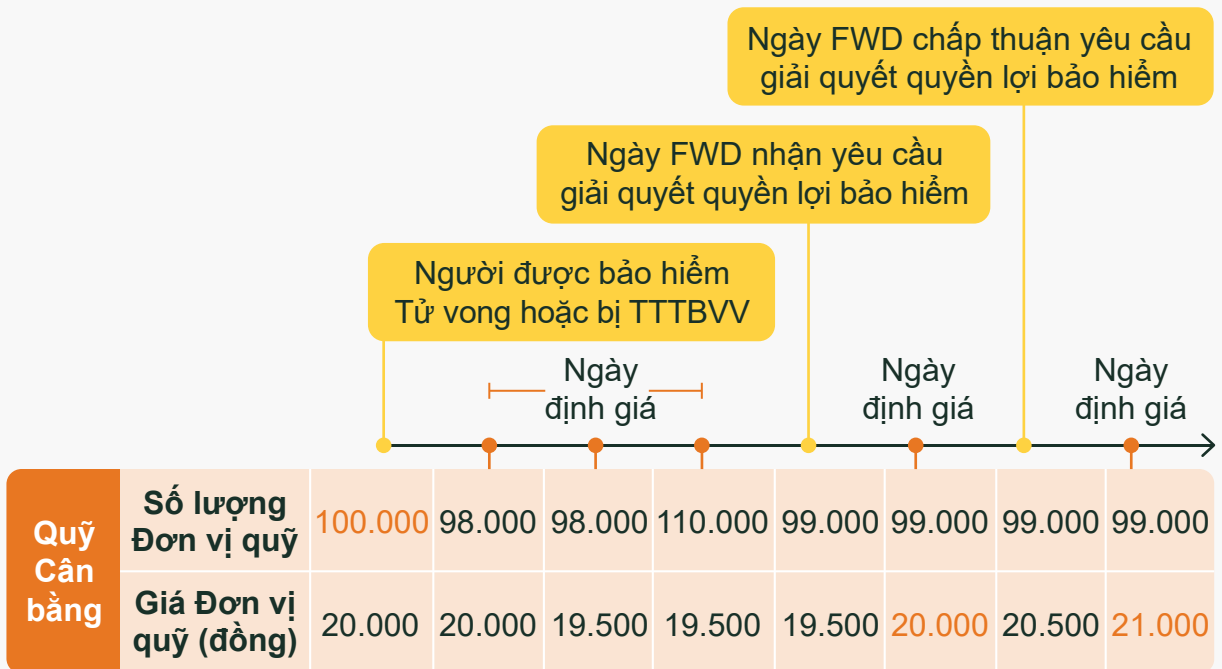 Ngày FWD chấp thuận yêu cầu
giải quyết quyền lợi bảo hiểm
Ngày FWD nhận yêu cầu
giải quyết quyền lợi bảo hiểm
Người được bảo hiểm
Tử vong hoặc bị TTTBVV
Ngày
định giá
Ngày
định giá
Ngày
định giá
Quỹ
Cân
bằng
Số lượng
Đơn vị quỹ
100.000 98.000 98.000 110.000 99.000 99.000 99.000 99.000
Giá Đơn vị
quỹ (đồng)
20.000 20.000 19.500 19.500 19.500 20.000 20.500 21.000